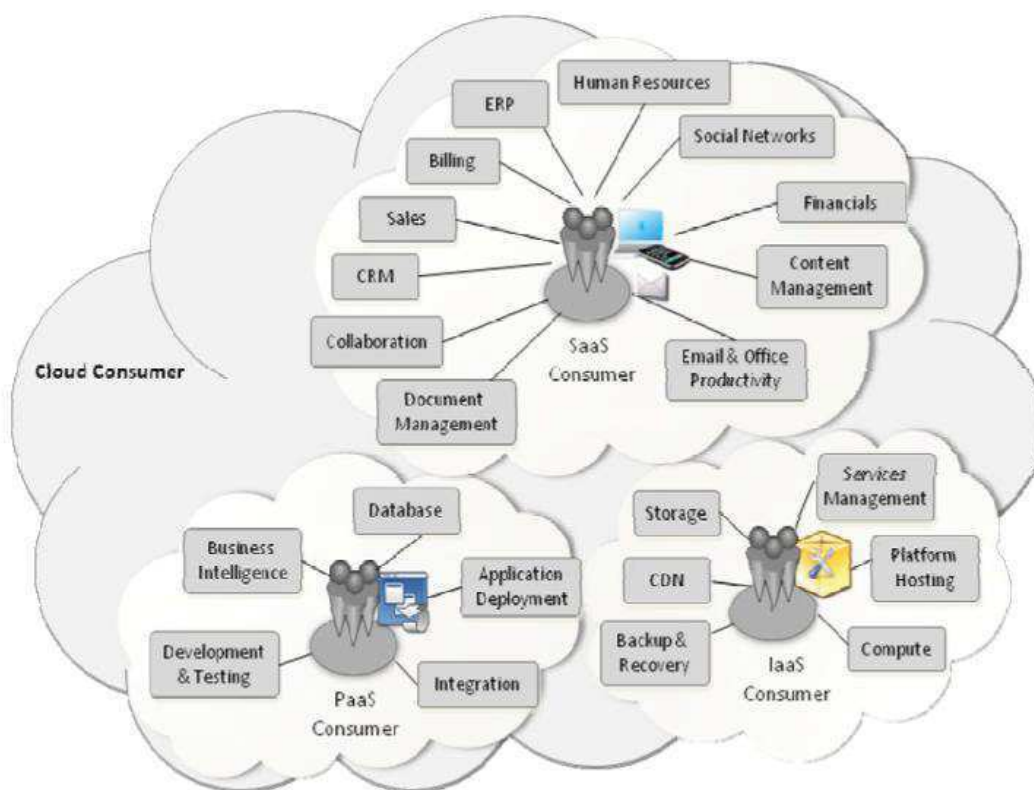 Human Resources
ERP
Social Networks
Billing
Sales
Financials
CRM
Content
Management
Collaboration
SaaS
Consumer
Email & Office
Productivity
Cloud Consumer
Document
Management
Database
Business
Intelligence
Application
Deployment
Development
& Testing
Integration
PaaS
Consumer
Services
Management
Storage
CDN
Platform
Hosting
Backup &
Recovery
Compute
IaaS
Consumer